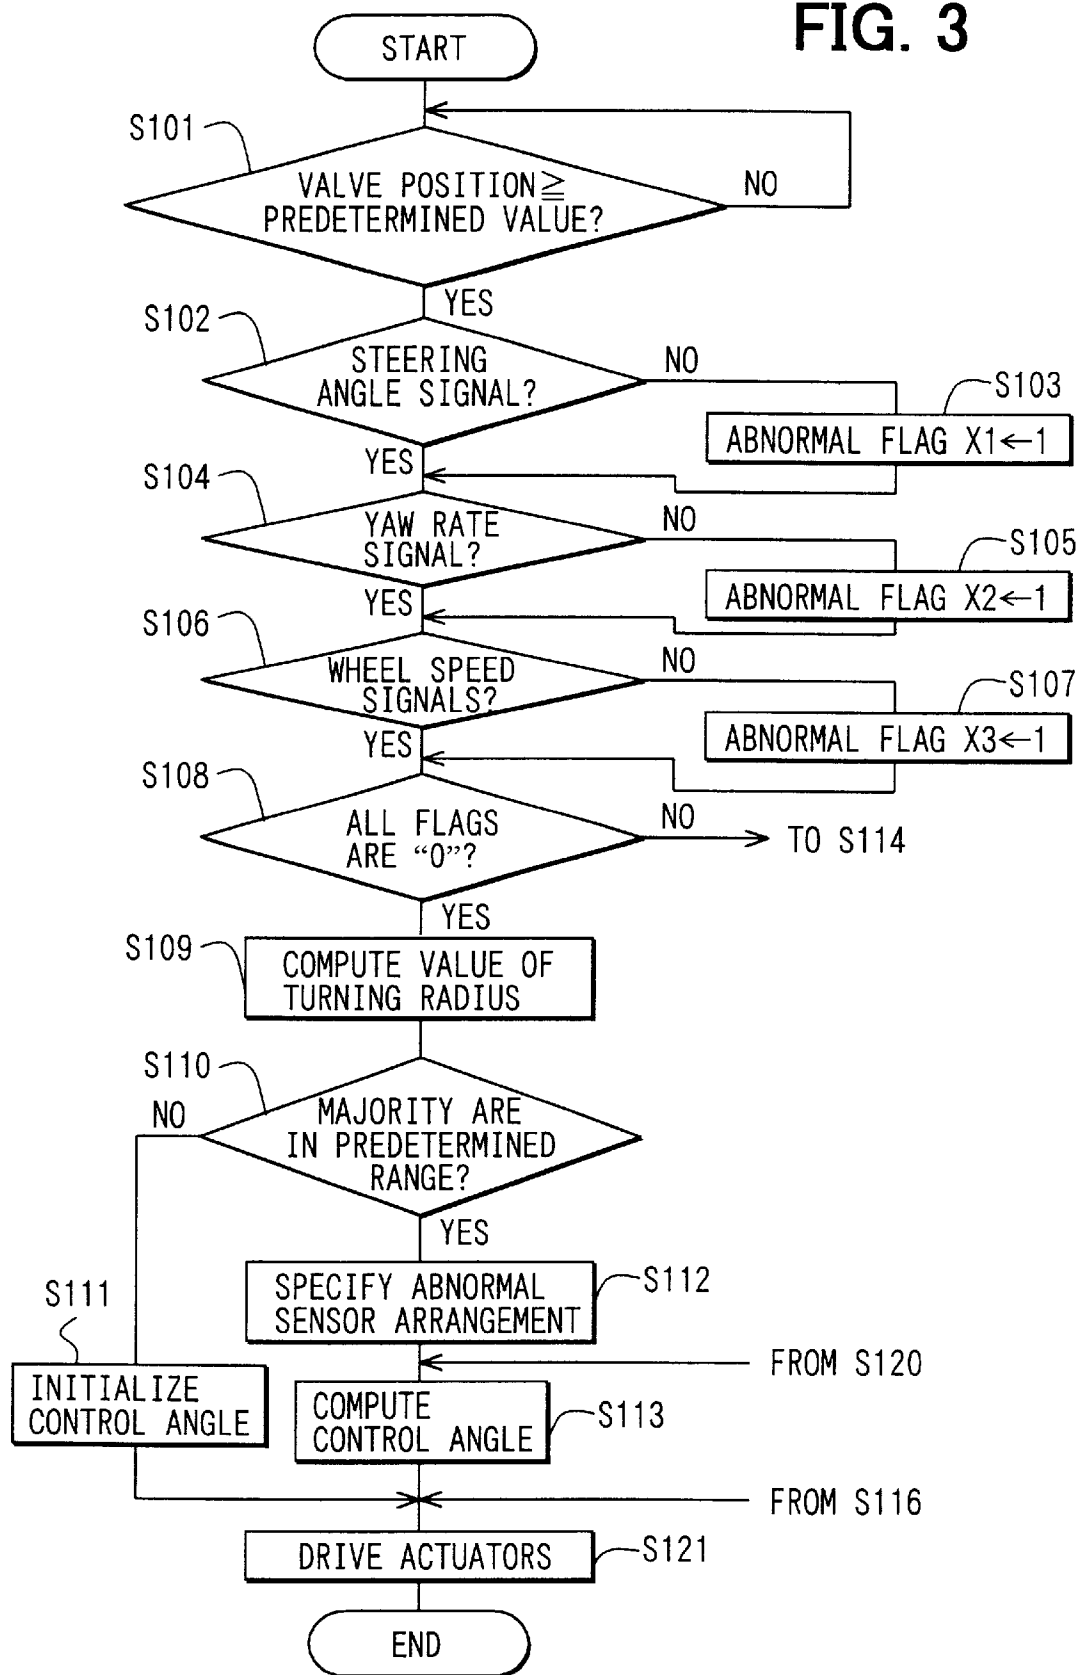 FIG. 3
START
S101
VALVE POSITION≧
PREDETERMINED VALUE?
NO
YES
S102
STEERING
ANGLE SIGNAL?
NO
S103
ABNORMAL FLAG X1←1
YES
S104
YAW RATE
SIGNAL?
NO
S105
ABNORMAL FLAG X2←1
YES
S106
WHEEL SPEED
SIGNALS?
NO
S107
ABNORMAL FLAG X3←1
YES
S108
ALL FLAGS
ARE “0”?
NO
TO S114
YES
S109
COMPUTE VALUE OF
TURNING RADIUS
S110
NO
MAJORITY ARE
IN PREDETERMINED
RANGE?
YES
S112
SPECIFY ABNORMAL
SENSOR ARRANGEMENT
S111
FROM S120
INITIALIZE
CONTROL ANGLE
COMPUTE
CONTROL ANGLE
S113
FROM S116
DRIVE ACTUATORS
S121
END